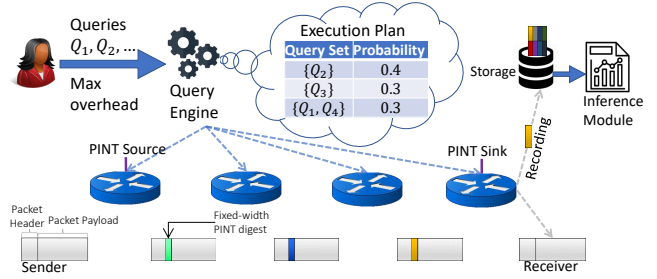 Queries
Q₁, Q₂, ...
Max
overhead
Query
Engine
Execution Plan
Query Set Probability
{Q₂} 0.4
{Q₃} 0.3
{Q₁, Q₄} 0.3
Storage
Inference
Module
Recording
PINT Source
PINT Sink
Packet
Header
Packet Payload
Fixed-width
PINT digest
Sender
Receiver